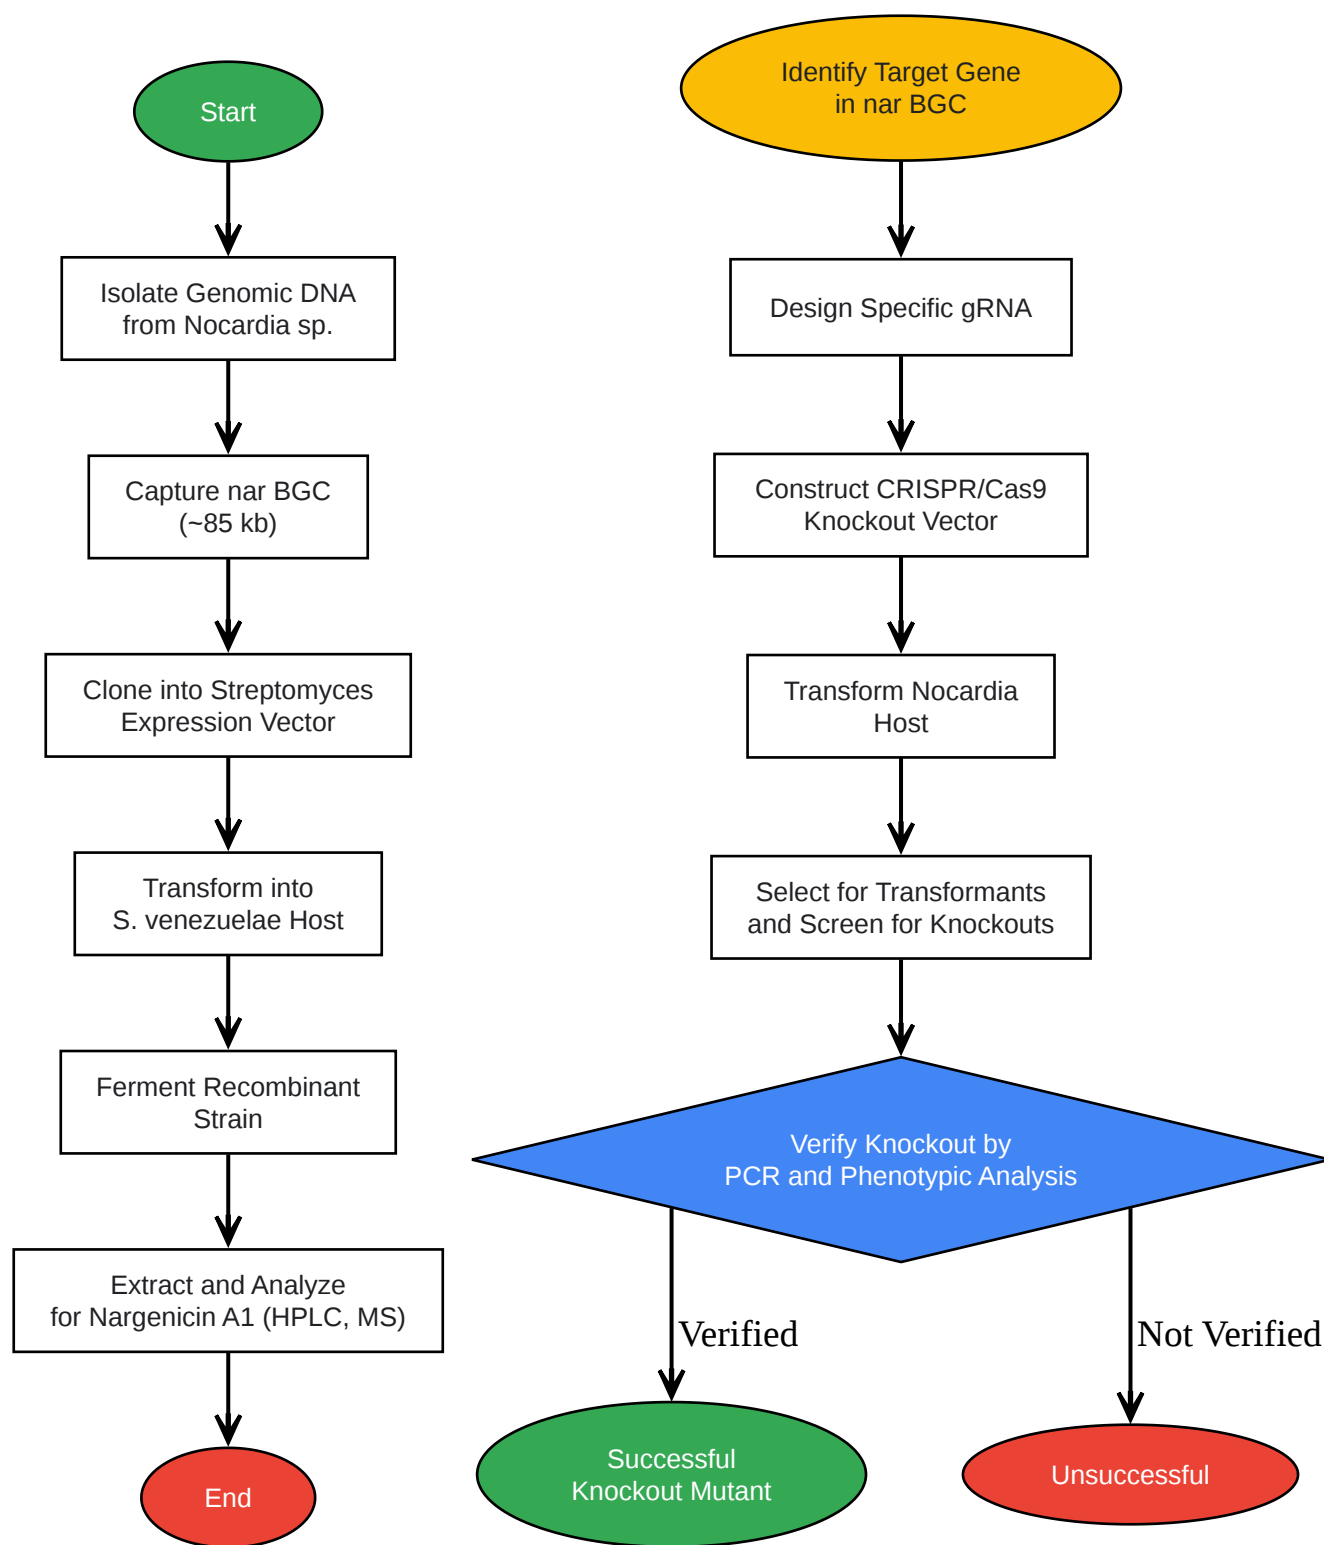 Start
Isolate Genomic DNA
from Nocardia sp.
Capture nar BGC
(~85 kb)
Clone into Streptomyces
Expression Vector
Transform into
S. venezuelae Host
Ferment Recombinant
Strain
Extract and Analyze
for Nargenicin A1 (HPLC, MS)
End
Identify Target Gene
in nar BGC
Design Specific gRNA
Construct CRISPR/Cas9
Knockout Vector
Transform Nocardia
Host
Select for Transformants
and Screen for Knockouts
Verify Knockout by
PCR and Phenotypic Analysis
Verified
Not Verified
Successful
Knockout Mutant
Unsuccessful